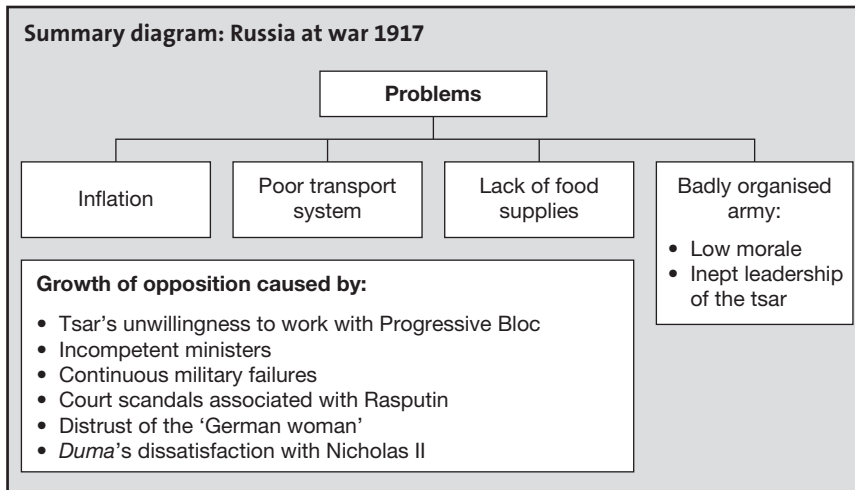 Summary diagram: Russia at war 1917
Problems
Inflation
Poor transport
system
Lack of food
supplies
Badly organised
army:
• Low morale
• Inept leadership
of the tsar
Growth of opposition caused by:
• Tsar’s unwillingness to work with Progressive Bloc
• Incompetent ministers
• Continuous military failures
• Court scandals associated with Rasputin
• Distrust of the ‘German woman’
• Duma’s dissatisfaction with Nicholas II